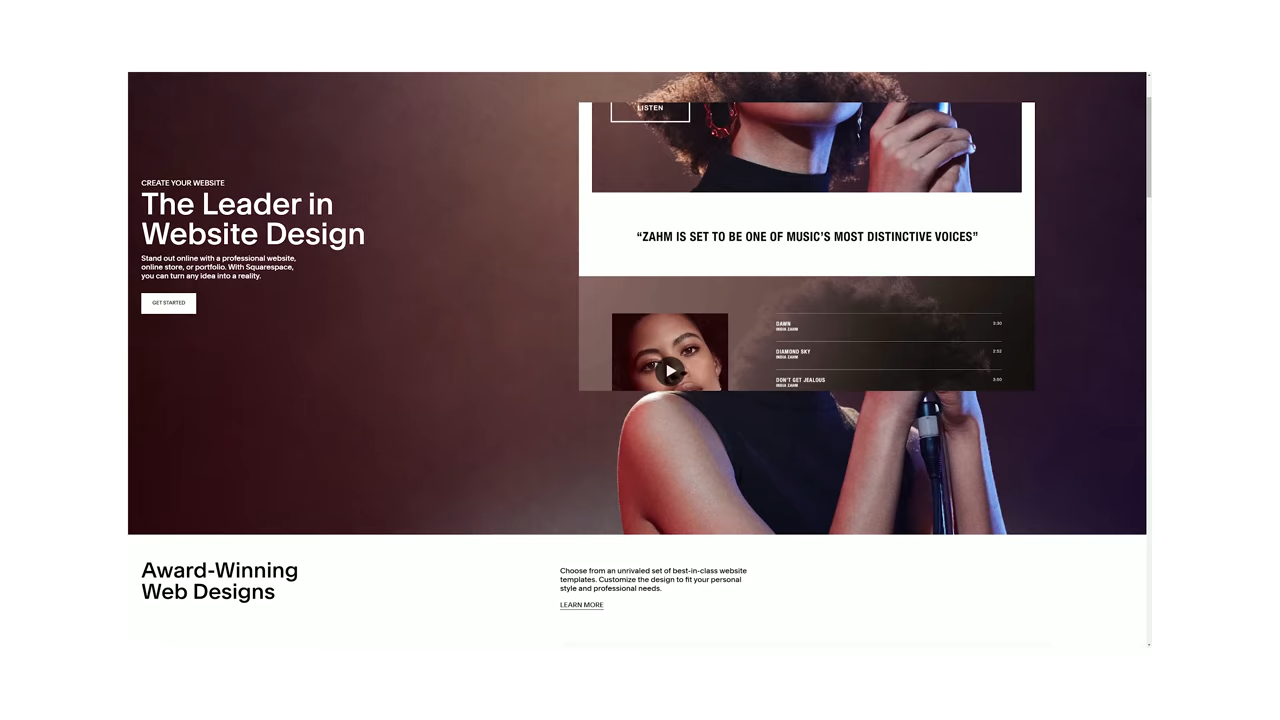 CREATE YOUR WEBSITE
The Leader in
Website Design
Stand out online with a professional website,
online store, or portfolio. With Squarespace,
you can turn any idea into a reality.
GET STARTED
LISTEN
“ZAHM IS SET TO BE ONE OF MUSIC’S MOST DISTINCTIVE VOICES”
DAWN 3:30
INDIA ZAHM
DIAMOND SKY 2:52
INDIA ZAHM
DON'T GET JEALOUS 3:50
INDIA ZAHM
Award-Winning
Web Designs
Choose from an unrivaled set of best-in-class website
templates. Customize the design to fit your personal
style and professional needs.
LEARN MORE